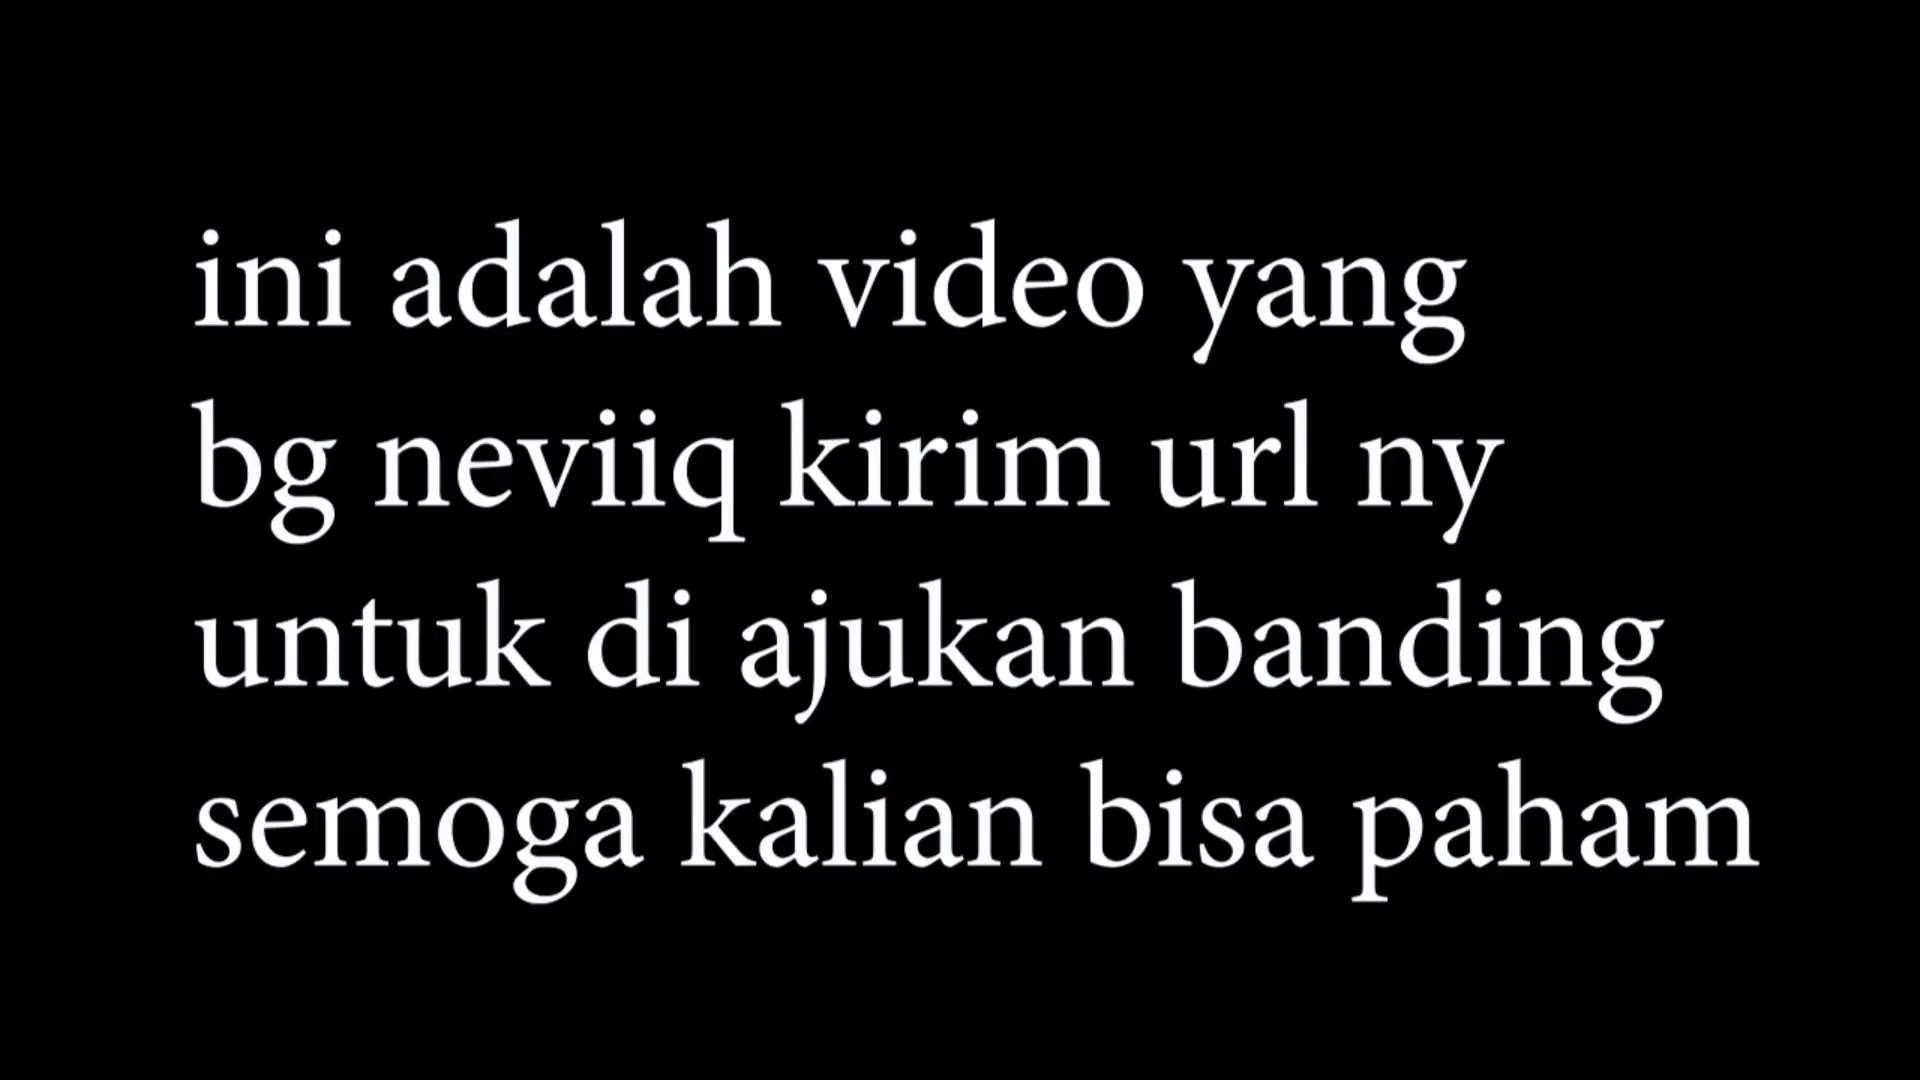 ini adalah video yang
bg neviiq kirim url ny
untuk di ajukan banding
semoga kalian bisa paham